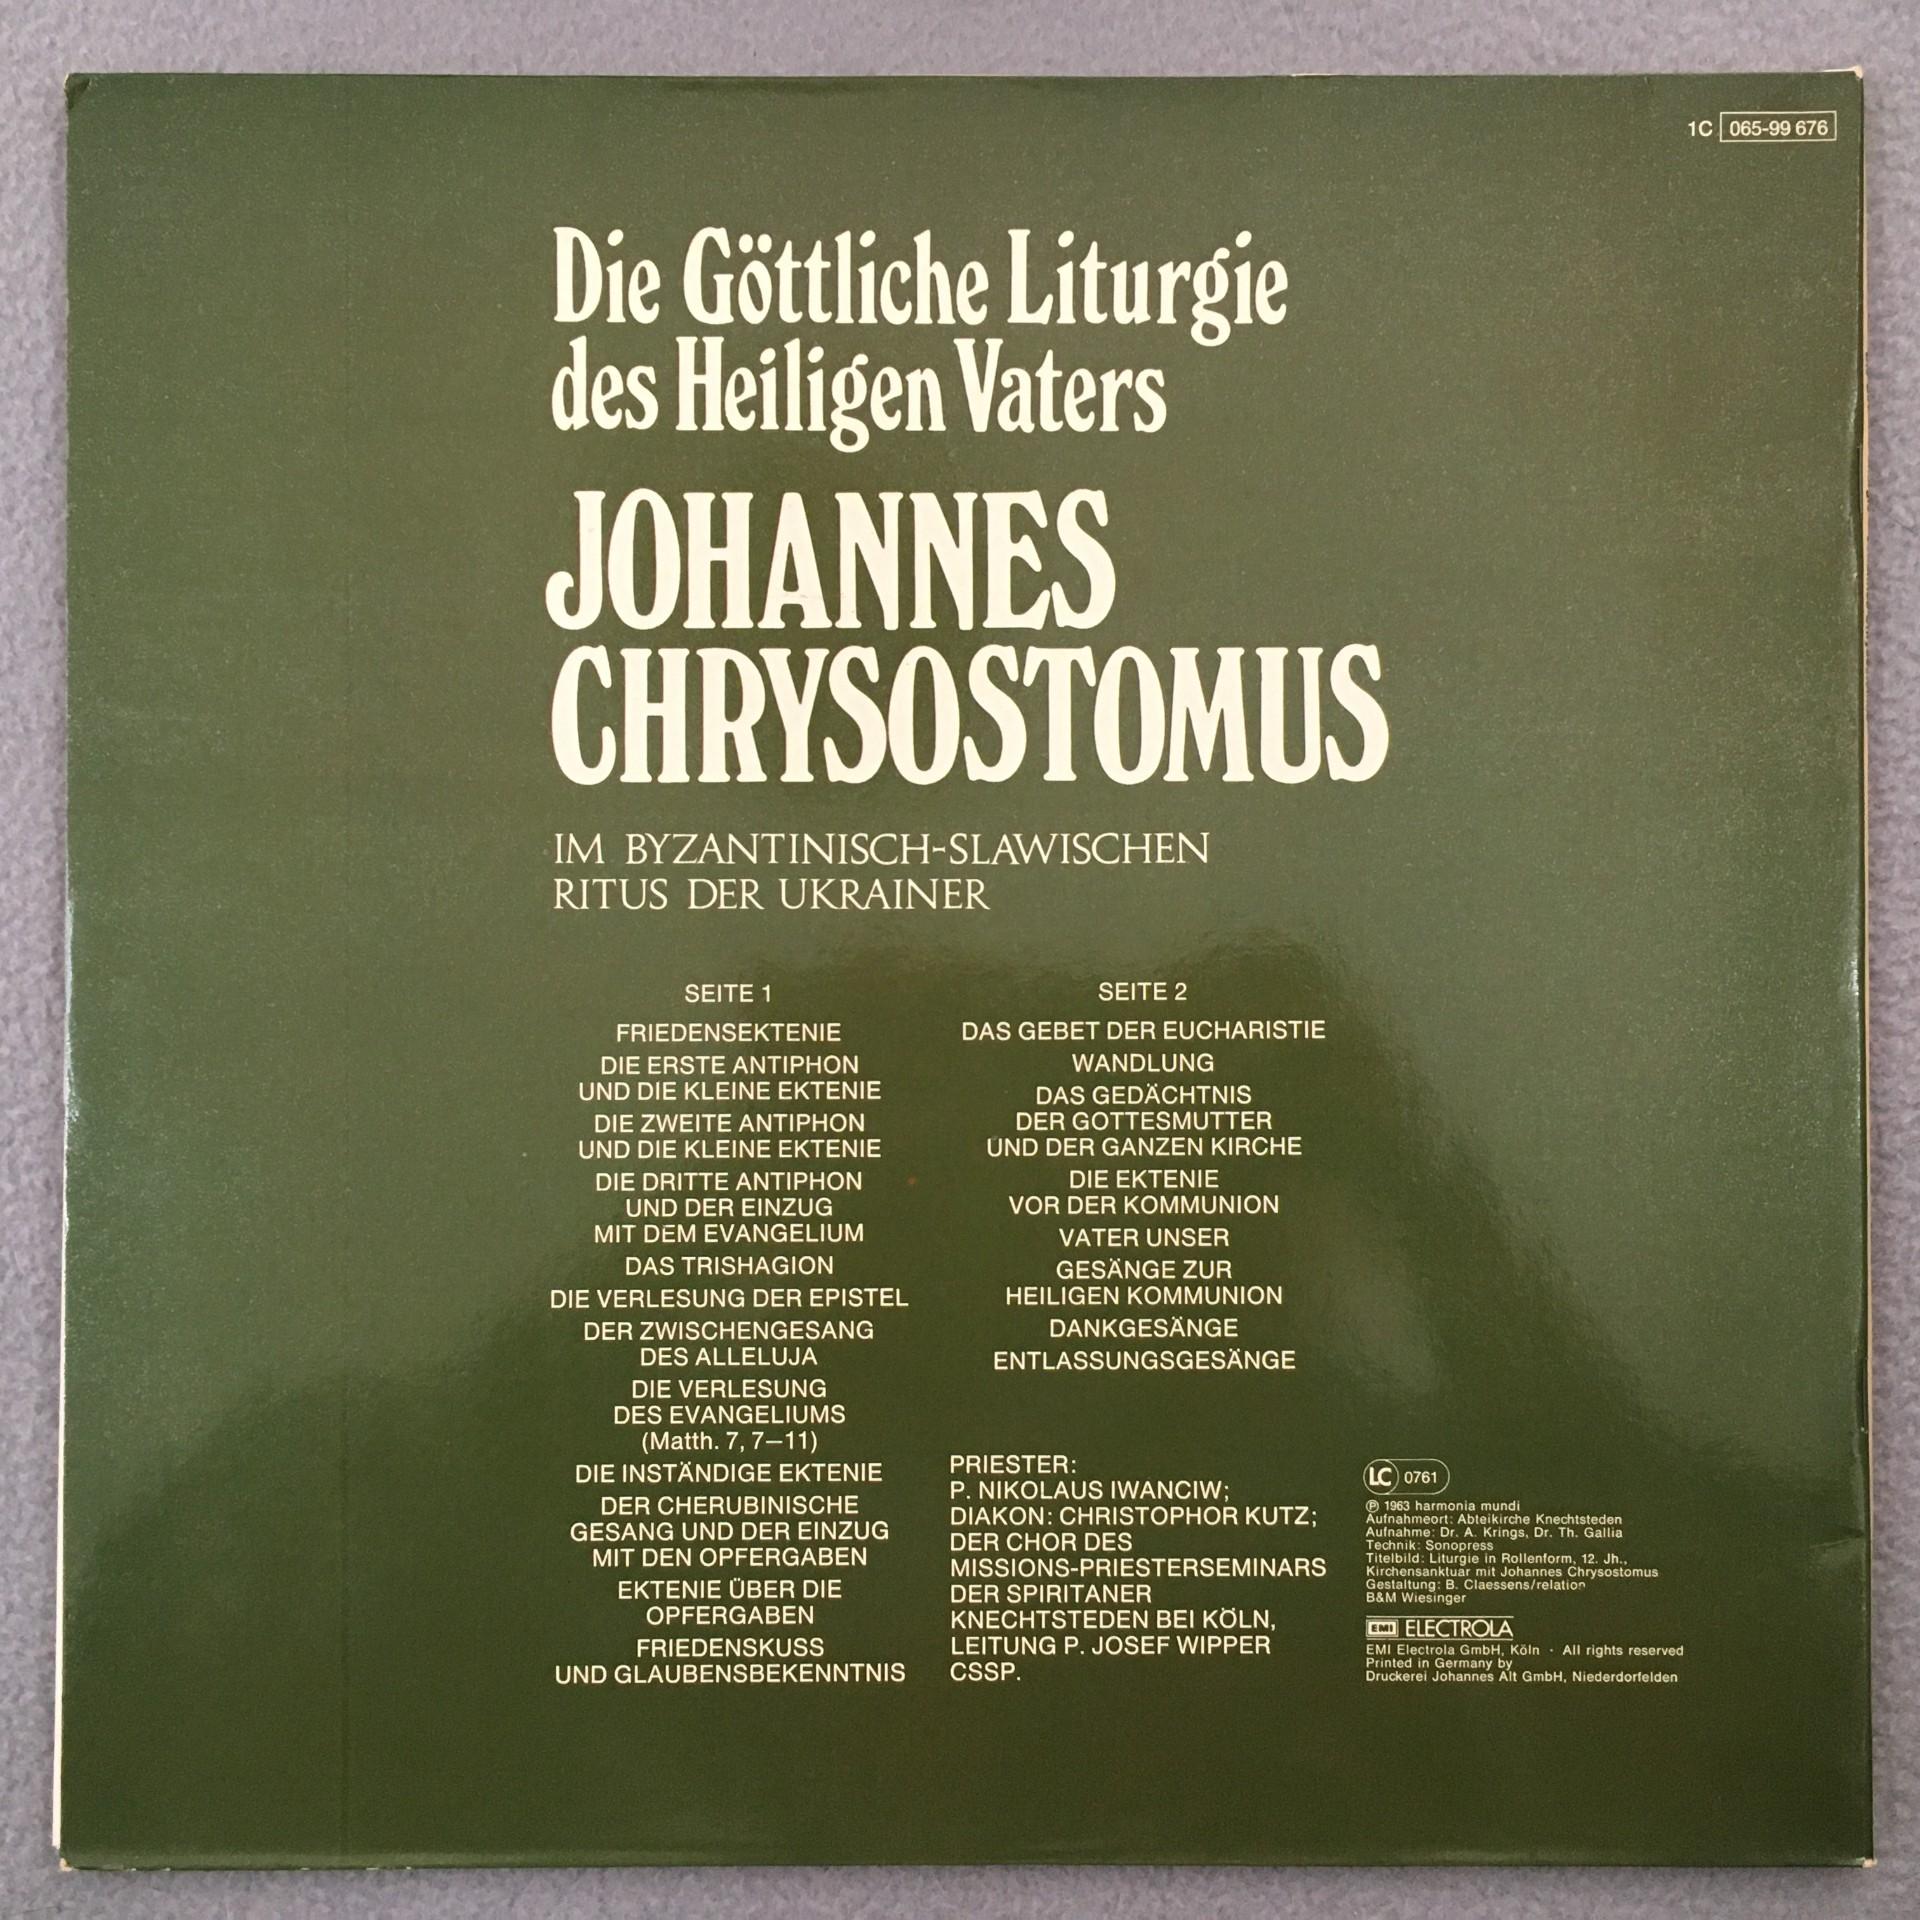 1C 065-99 676
Die Göttliche Liturgie
des Heiligen Vaters
JOHANNES
CHRYSOSTOMUS
IM BYZANTINISCH-SLAWISCHEN
RITUS DER UKRAINER
SEITE 1
FRIEDENSEKTENIE
DIE ERSTE ANTIPHON
UND DIE KLEINE EKTENIE
DIE ZWEITE ANTIPHON
UND DIE KLEINE EKTENIE
DIE DRITTE ANTIPHON
UND DER EINZUG
MIT DEM EVANGELIUM
DAS TRISHAGION
DIE VERLESUNG DER EPISTEL
DER ZWISCHENGESANG
DES ALLELUJA
DIE VERLESUNG
DES EVANGELIUMS
(Matth. 7, 7—11)
DIE INSTÄNDIGE EKTENIE
DER CHERUBINISCHE
GESANG UND DER EINZUG
MIT DEN OPFERGABEN
EKTENIE ÜBER DIE
OPFERGABEN
FRIEDENSKUSS
UND GLAUBENSBEKENNTNIS
SEITE 2
DAS GEBET DER EUCHARISTIE
WANDLUNG
DAS GEDÄCHTNIS
DER GOTTESMUTTER
UND DER GANZEN KIRCHE
DIE EKTENIE
VOR DER KOMMUNION
VATER UNSER
GESÄNGE ZUR
HEILIGEN KOMMUNION
DANKGESÄNGE
ENTLASSUNGSGESÄNGE
PRIESTER:
P. NIKOLAUS IWANCIW;
DIAKON: CHRISTOPHOR KUTZ;
DER CHOR DES
MISSIONS-PRIESTERSEMINARS
DER SPIRITANER
KNECHTSTEDEN BEI KÖLN,
LEITUNG P. JOSEF WIPPER
CSSP.
LC 0761
℗ 1963 harmonia mundi
Aufnahmeort: Abteikirche Knechtsteden
Aufnahme: Dr. A. Krings, Dr. Th. Gallia
Technik: Sonopress
Titelbild: Liturgie in Rollenform, 12. Jh.,
Kirchensanktuar mit Johannes Chrysostomus
Gestaltung: B. Claessens/relation
B&M Wiesinger
EMI ELECTROLA
EMI Electrola GmbH, Köln · All rights reserved
Printed in Germany by
Druckerei Johannes Alt GmbH, Niederdorfelden